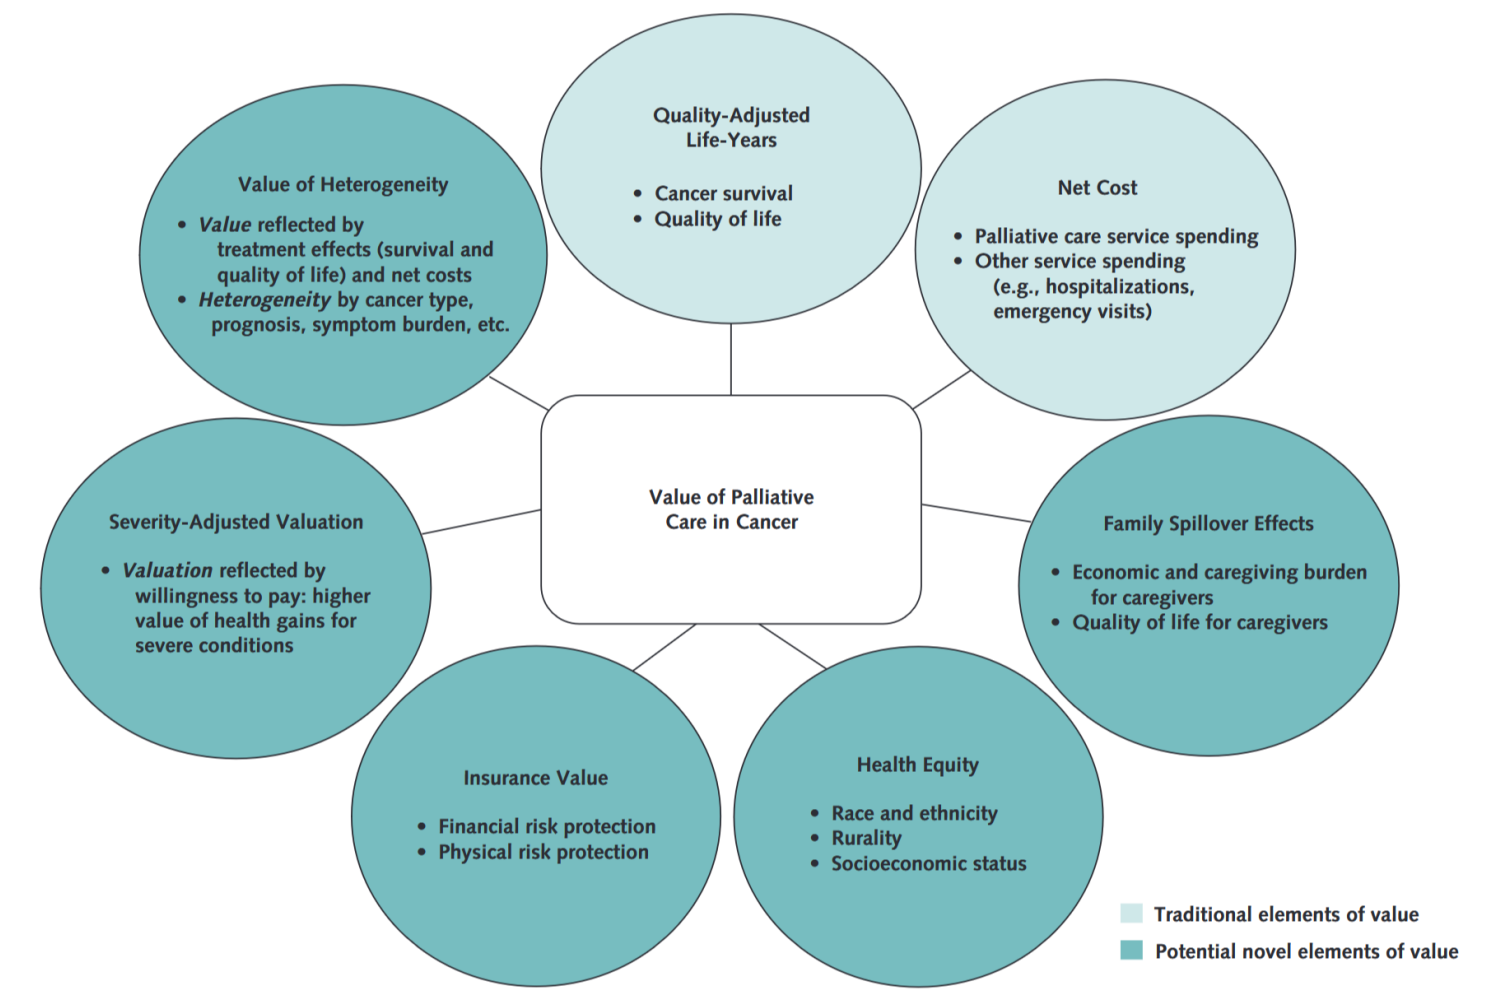 Quality-Adjusted
Life-Years
• Cancer survival
• Quality of life
Value of Heterogeneity
• Value reflected by
treatment effects (survival and
quality of life) and net costs
• Heterogeneity by cancer type,
prognosis, symptom burden, etc.
Net Cost
• Palliative care service spending
• Other service spending
(e.g., hospitalizations,
emergency visits)
Value of Palliative
Care in Cancer
Severity-Adjusted Valuation
• Valuation reflected by
willingness to pay: higher
value of health gains for
severe conditions
Family Spillover Effects
• Economic and caregiving burden
for caregivers
• Quality of life for caregivers
Insurance Value
• Financial risk protection
• Physical risk protection
Health Equity
• Race and ethnicity
• Rurality
• Socioeconomic status
Traditional elements of value
Potential novel elements of value